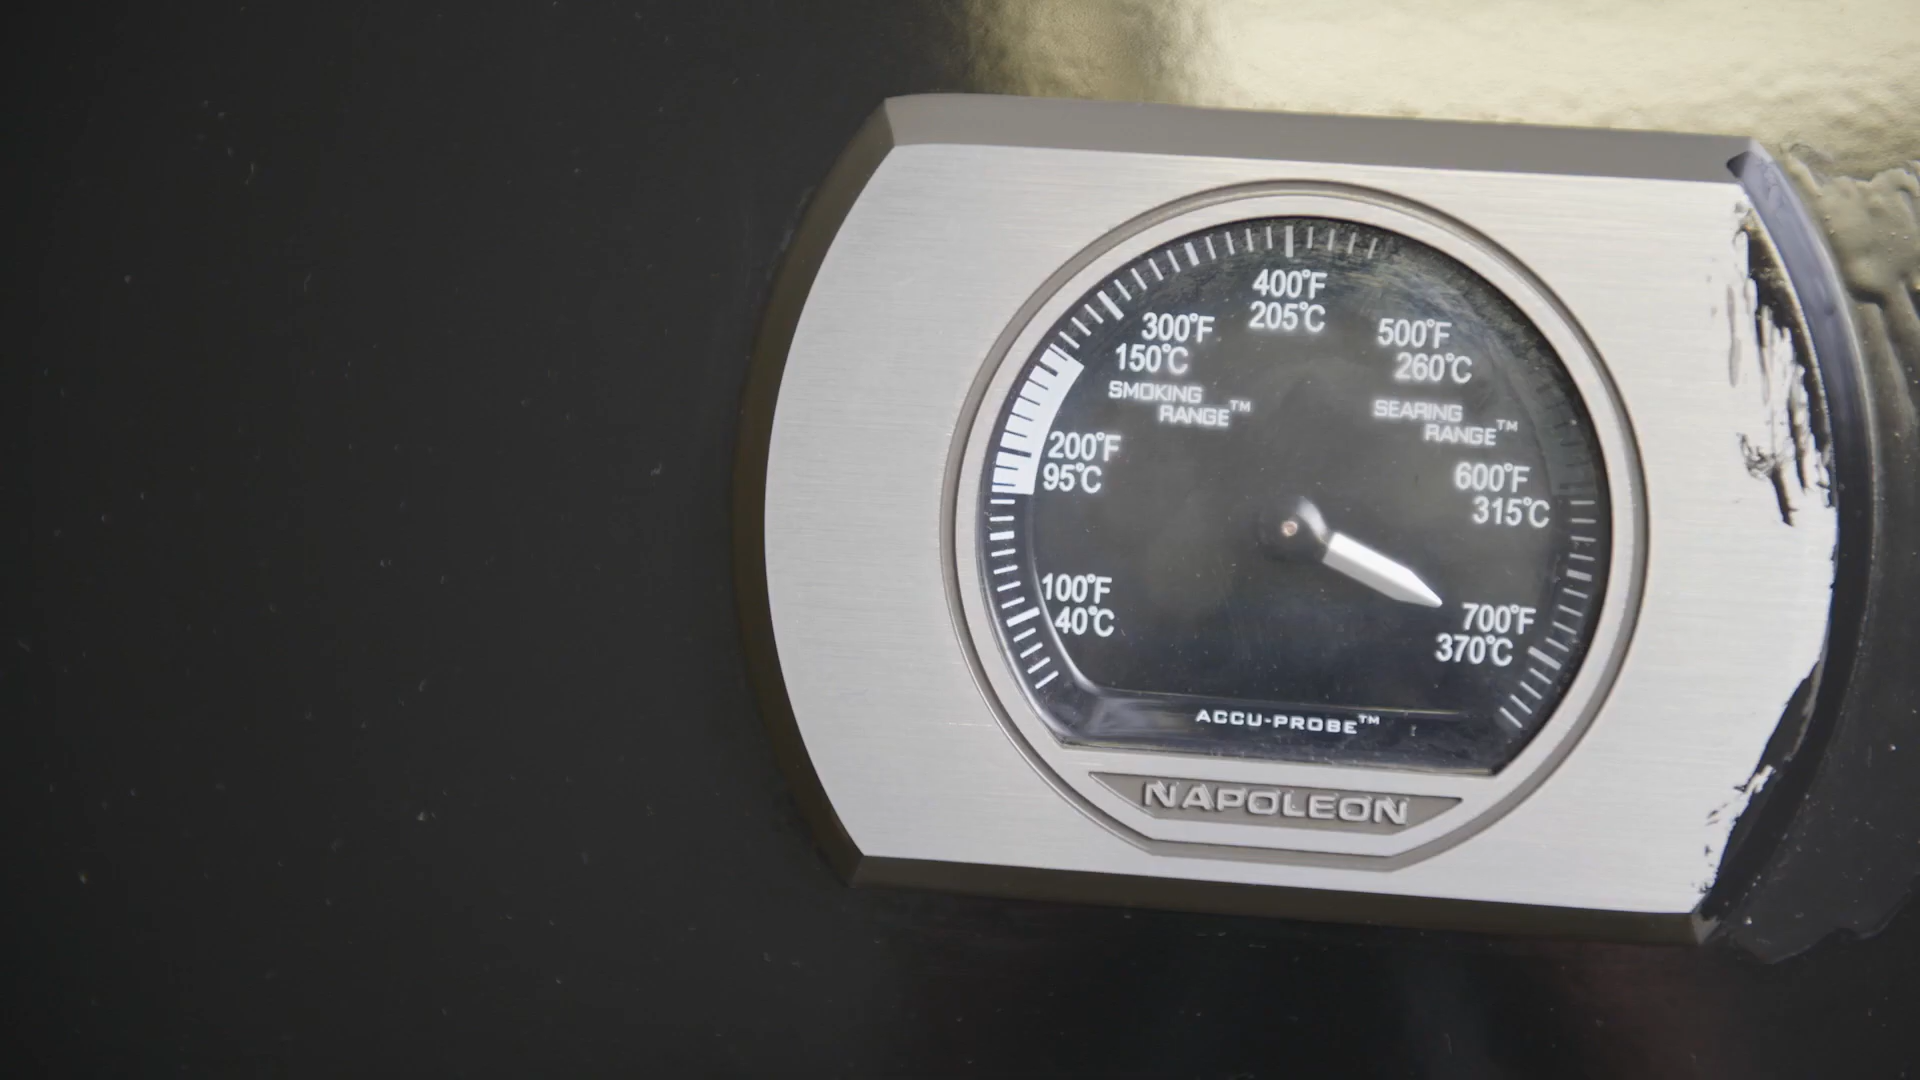 400°F
205°C
300°F
150°C
500°F
260°C
SMOKING
RANGE™
SEARING
RANGE™
200°F
95°C
600°F
315°C
100°F
40°C
700°F
370°C
ACCU-PROBE™
NAPOLEON